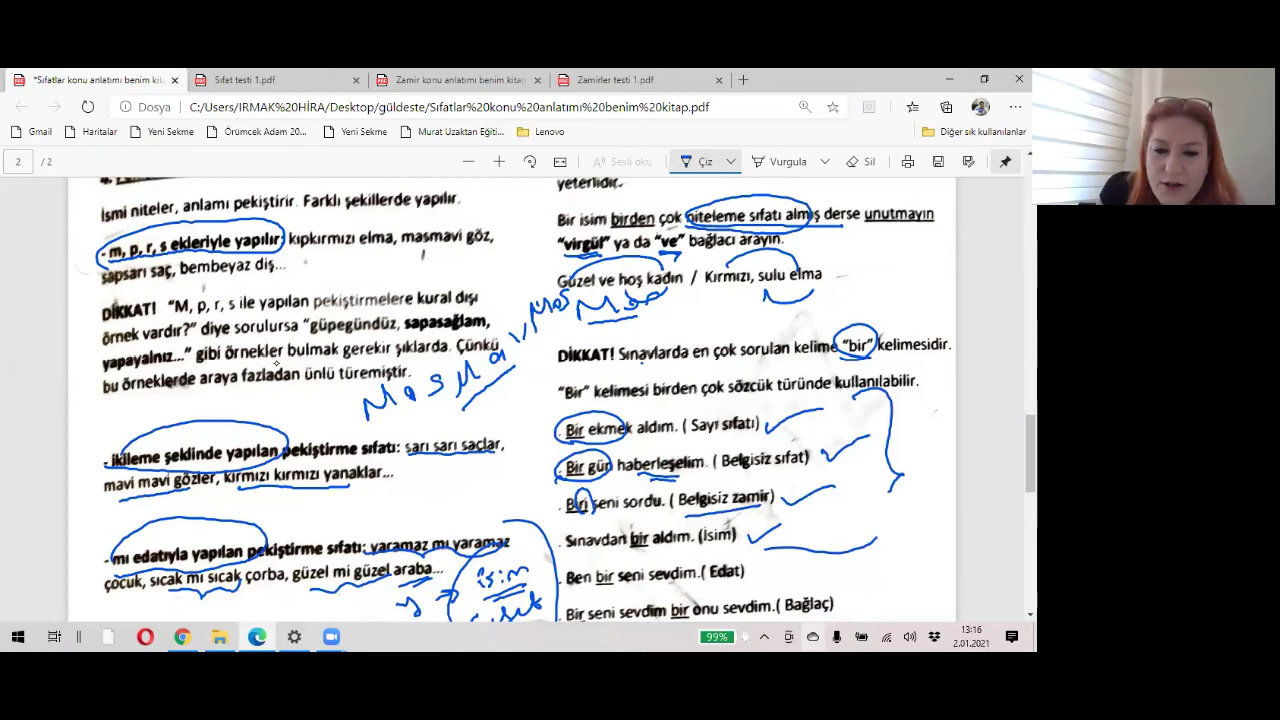 *Sıfatlar konu anlatımı benim kita
Sıfat testi 1.pdf
Zamir konu anlatımı benim kitap
Zamirler testi 1.pdf
Dosya
C:/Users/IRMAK%20HİRA/Desktop/güldeste/Sıfatlar%20konu%20anlatımı%20benim%20kitap.pdf
Gmail
Haritalar
Yeni Sekme
Örümcek Adam 20...
Yeni Sekme
Murat Uzaktan Eğiti...
Lenovo
Diğer sık kullanılanlar
2
/ 2
Sesli oku
Çiz
Vurgula
Sil
İsmi niteler, anlamı pekiştirir. Farklı şekillerde yapılır.
- m, p, r, s ekleriyle yapılır: kıpkırmızı elma, masmavi göz,
sapsarı saç, bembeyaz diş...
DİKKAT! "M, p, r, s ile yapılan pekiştirmelere kural dışı
örnek vardır?" diye sorulursa "güpegündüz, sapasağlam,
yapayalnız..." gibi örnekler bulmak gerekir şıklarda. Çünkü
bu örneklerde araya fazladan ünlü türemiştir.
- ikileme şeklinde yapılan pekiştirme sıfatı: sarı sarı saçlar,
mavi mavi gözler, kırmızı kırmızı yanaklar...
- mı edatıyla yapılan pekiştirme sıfatı: yaramaz mı yaramaz
çocuk, sıcak mı sıcak çorba, güzel mi güzel araba...
isim
yeterlidir.
Bir isim birden çok niteleme sıfatı almış derse unutmayın
"virgül" ya da "ve" bağlacı arayın.
Güzel ve hoş kadın / Kırmızı, sulu elma
DİKKAT! Sınavlarda en çok sorulan kelime "bir" kelimesidir.
"Bir" kelimesi birden çok sözcük türünde kullanılabilir.
. Bir ekmek aldım. ( Sayı sıfatı)
. Bir gün haberleşelim. ( Belgisiz sıfat)
. Biri seni sordu. ( Belgisiz zamir)
. Sınavdan bir aldım. (İsim)
. Ben bir seni sevdim.( Edat)
. Bir seni sevdim bir onu sevdim.( Bağlaç)
99%
13:16
2.01.2021